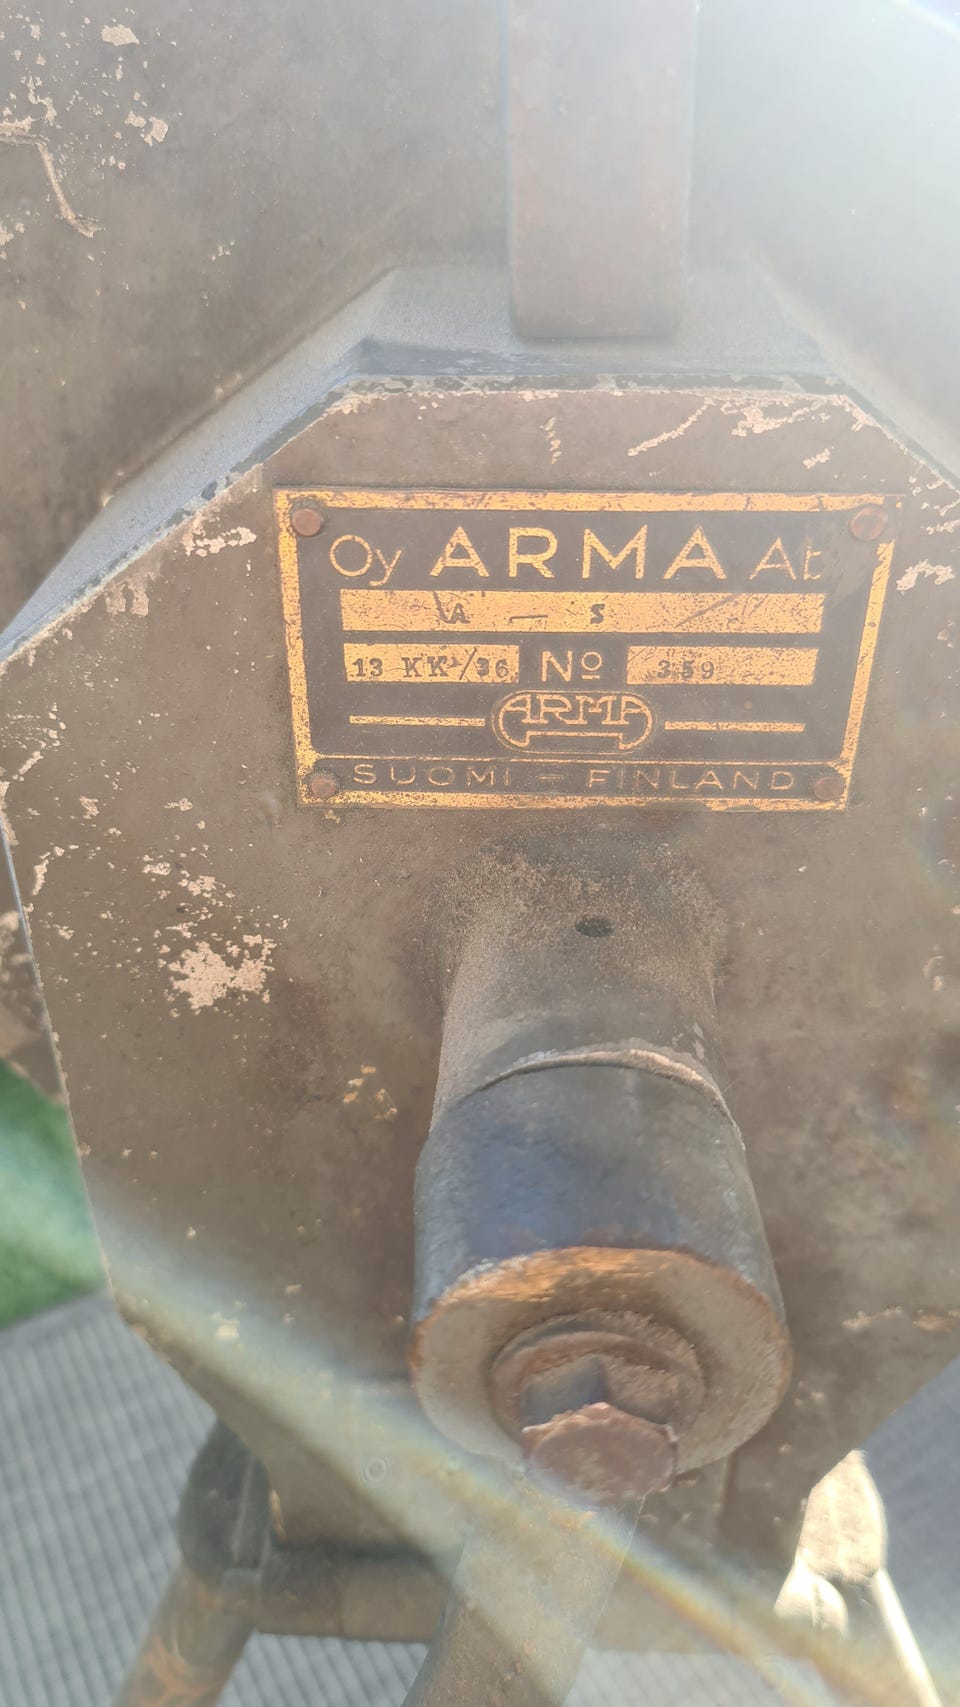 Oy ARMA Ab
A — S
13 KK/36 No 359
ARMA
SUOMI – FINLAND